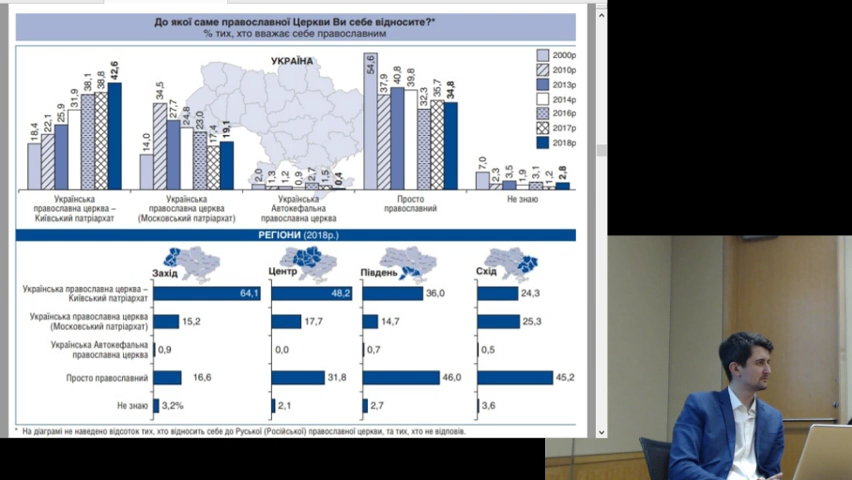 До якої саме православної Церкви Ви себе відносите?*
% тих, хто вважає себе православним
УКРАЇНА
2000р
2010р
2013р
2014р
2016р
2017р
2018р
18,4 22,1 25,9 31,9 38,1 38,8 42,6
14,0 34,5 27,7 24,8 23,0 17,4 19,1
2,0 1,3 1,2 0,9 2,7 1,5 0,4
54,6 37,9 40,8 39,8 32,3 35,7 34,8
7,0 2,3 3,5 1,9 3,1 1,2 2,8
Українська
православна церква –
Київський патріархат
Українська
православна церква
(Московський патріархат)
Українська
Автокефальна
православна церква
Просто
православний
Не знаю
РЕГІОНИ (2018р.)
Захід Центр Південь Схід
Українська православна церква –
Київський патріархат
64,1 48,2 36,0 24,3
Українська православна церква
(Московський патріархат)
15,2 17,7 14,7 25,3
Українська Автокефальна
православна церква
0,9 0,0 0,7 0,5
Просто православний 16,6 31,8 46,0 45,2
Не знаю 3,2% 2,1 2,7 3,6
* На діаграмі не наведено відсоток тих, хто відносить себе до Руської (Російської) православної церкви, та тих, хто не відповів.